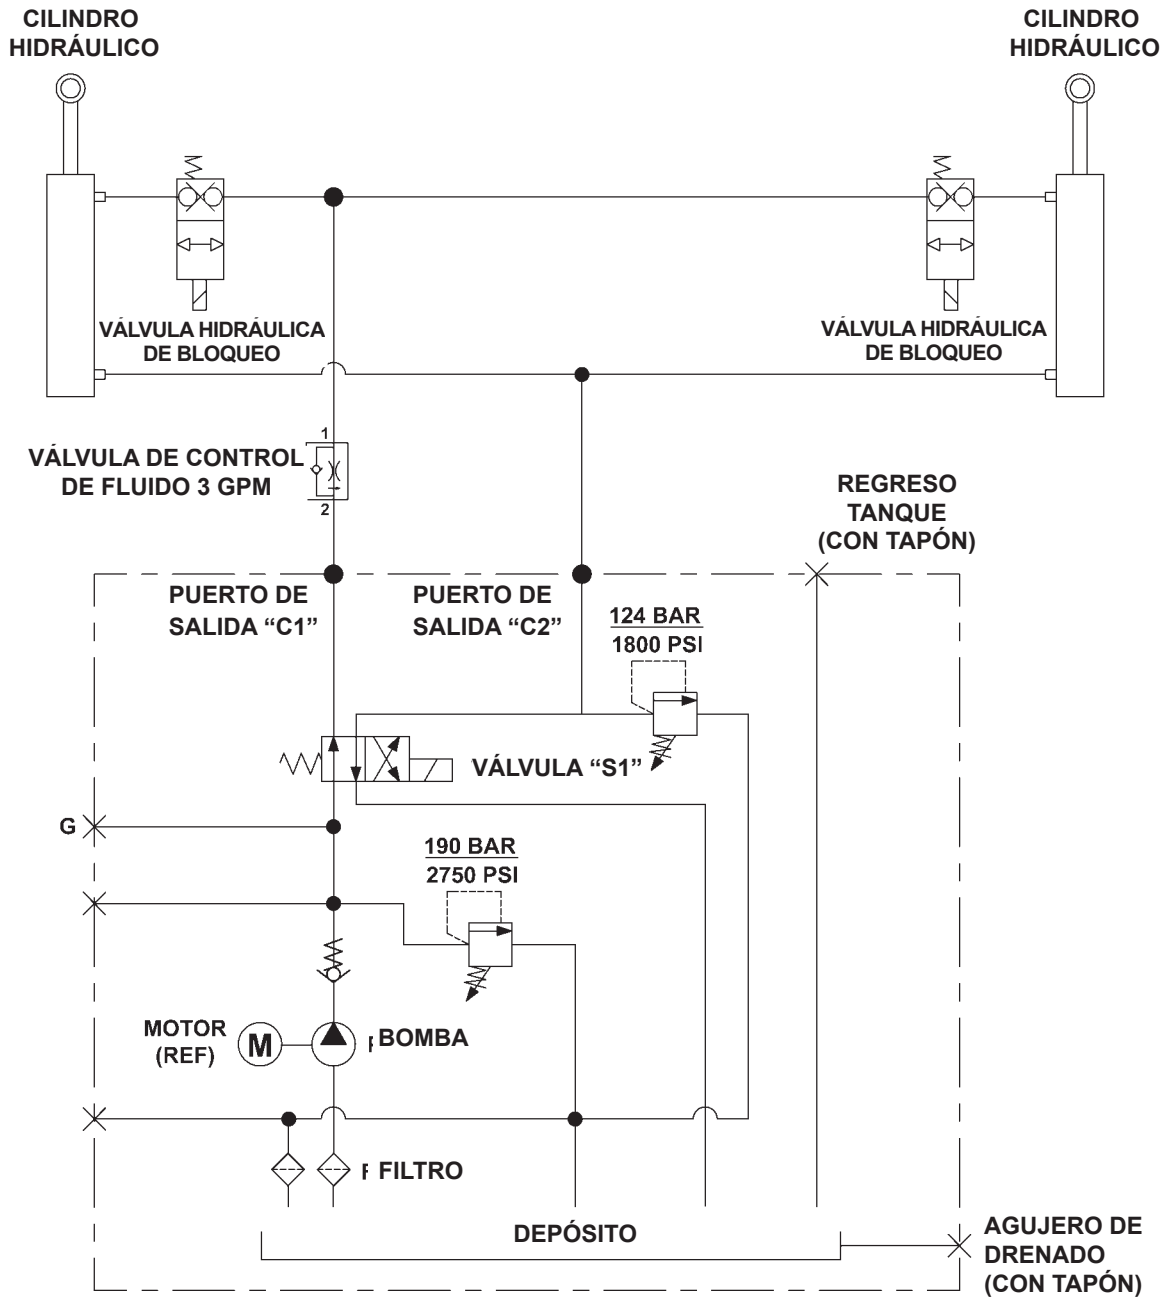 CILINDRO
HIDRÁULICO
CILINDRO
HIDRÁULICO
VÁLVULA HIDRÁULICA
DE BLOQUEO
VÁLVULA HIDRÁULICA
DE BLOQUEO
1
VÁLVULA DE CONTROL
DE FLUIDO 3 GPM
2
REGRESO
TANQUE
(CON TAPÓN)
PUERTO DE
SALIDA “C1”
PUERTO DE
SALIDA “C2”
124 BAR
1800 PSI
VÁLVULA “S1”
G
190 BAR
2750 PSI
MOTOR
(REF)
M
BOMBA
FILTRO
DEPÓSITO
AGUJERO DE
DRENADO
(CON TAPÓN)